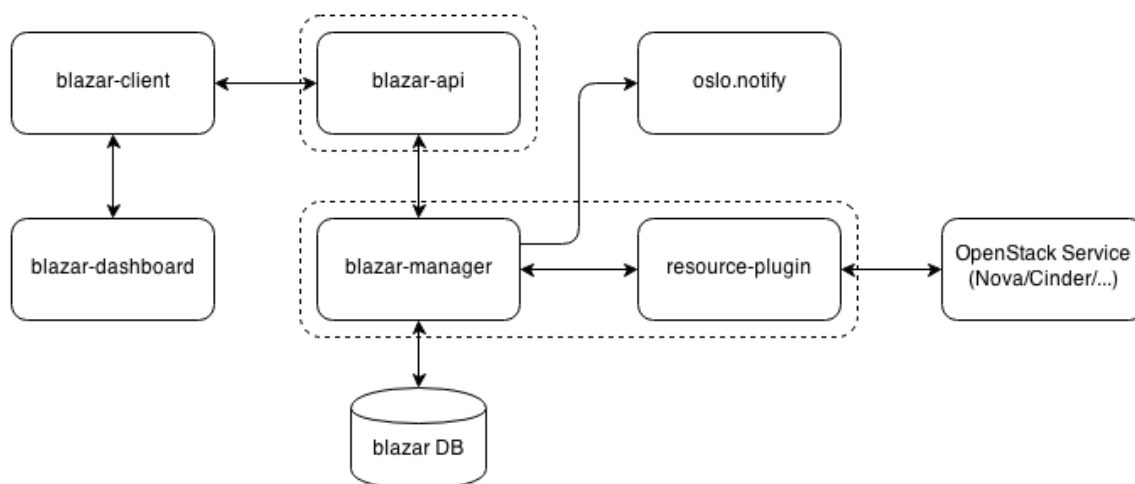 blazar-client
blazar-api
oslo.notify
blazar-dashboard
blazar-manager
resource-plugin
OpenStack Service
(Nova/Cinder/...)
blazar DB